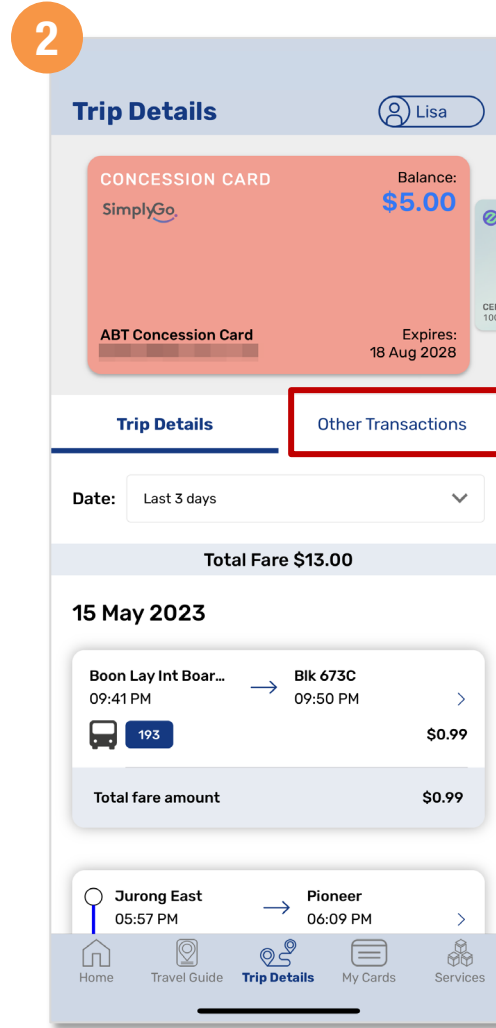 2
Trip Details
Lisa
CONCESSION CARD
Balance:
SimplyGo.
$5.00
ABT Concession Card
Expires:
18 Aug 2028
Trip Details
Other Transactions
Date:
Last 3 days
Total Fare $13.00
15 May 2023
Boon Lay Int Boar...
Blk 673C
09:41 PM
09:50 PM
193
$0.99
Total fare amount
$0.99
Jurong East
Pioneer
05:57 PM
06:09 PM
Home
Travel Guide
Trip Details
My Cards
Services